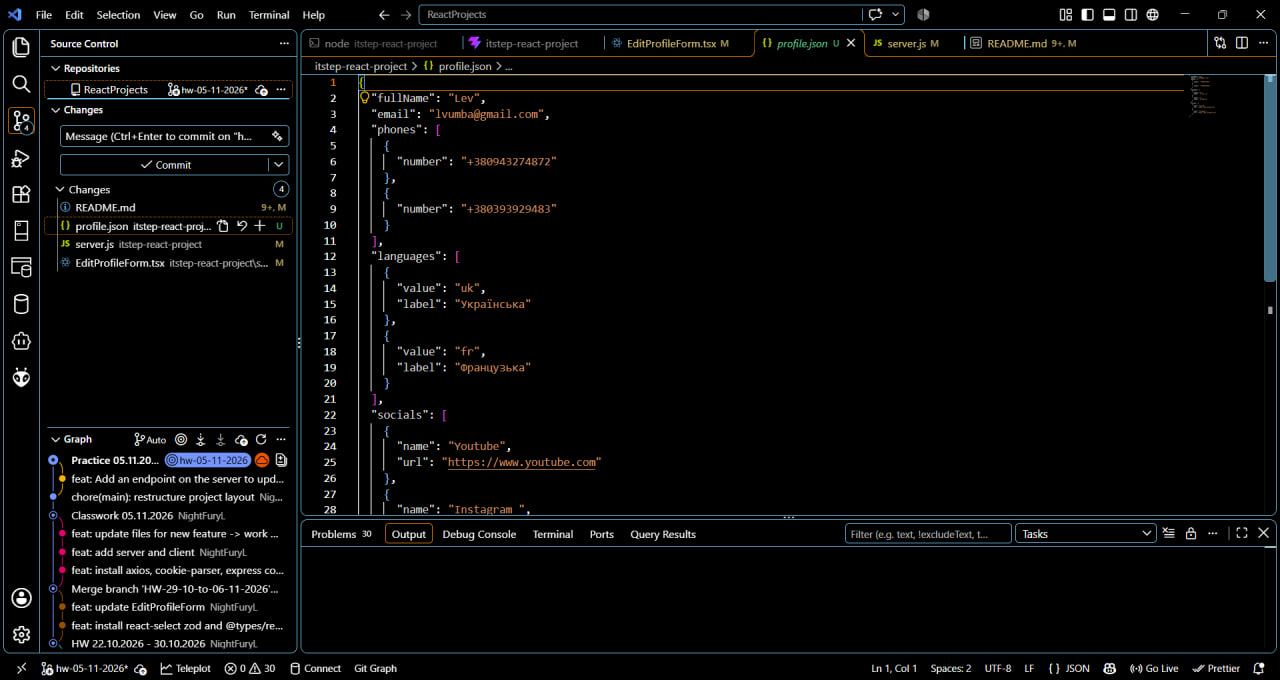 File Edit Selection View Go Run Terminal Help
ReactProjects
Source Control
Repositories
ReactProjects hw-05-11-2026*
Changes
Message (Ctrl+Enter to commit on "h...
Commit
Changes 4
README.md 9+, M
profile.json itstep-react-proj... U
server.js itstep-react-project M
EditProfileForm.tsx itstep-react-project\s... M
Graph Auto
Practice 05.11.20... hw-05-11-2026
feat: Add an endpoint on the server to upd...
chore(main): restructure project layout Nig...
Classwork 05.11.2026 NightFuryL
feat: update files for new feature -> work ...
feat: add server and client NightFuryL
feat: install axios, cookie-parser, express co...
Merge branch 'HW-29-10-to-06-11-2026'...
feat: update EditProfileForm NightFuryL
feat: install react-select zod and @types/re...
HW 22.10.2026 - 30.10.2026 NightFuryL
node itstep-react-project
itstep-react-project
EditProfileForm.tsx M
{} profile.json U
JS server.js M
README.md 9+, M
itstep-react-project > {} profile.json > ...
1 {
2 "fullName": "Lev",
3 "email": "lvumba@gmail.com",
4 "phones": [
5 {
6 "number": "+380943274872"
7 },
8 {
9 "number": "+380393929483"
10 }
11 ],
12 "languages": [
13 {
14 "value": "uk",
15 "label": "Українська"
16 },
17 {
18 "value": "fr",
19 "label": "Французька"
20 }
21 ],
22 "socials": [
23 {
24 "name": "Youtube",
25 "url": "https://www.youtube.com"
26 },
27 {
28 "name": "Instagram ",
Problems 30 Output Debug Console Terminal Ports Query Results
Filter (e.g. text, !excludeText, t...
Tasks
hw-05-11-2026* Teleplot 0 30 Connect Git Graph
Ln 1, Col 1 Spaces: 2 UTF-8 LF {} JSON Go Live Prettier